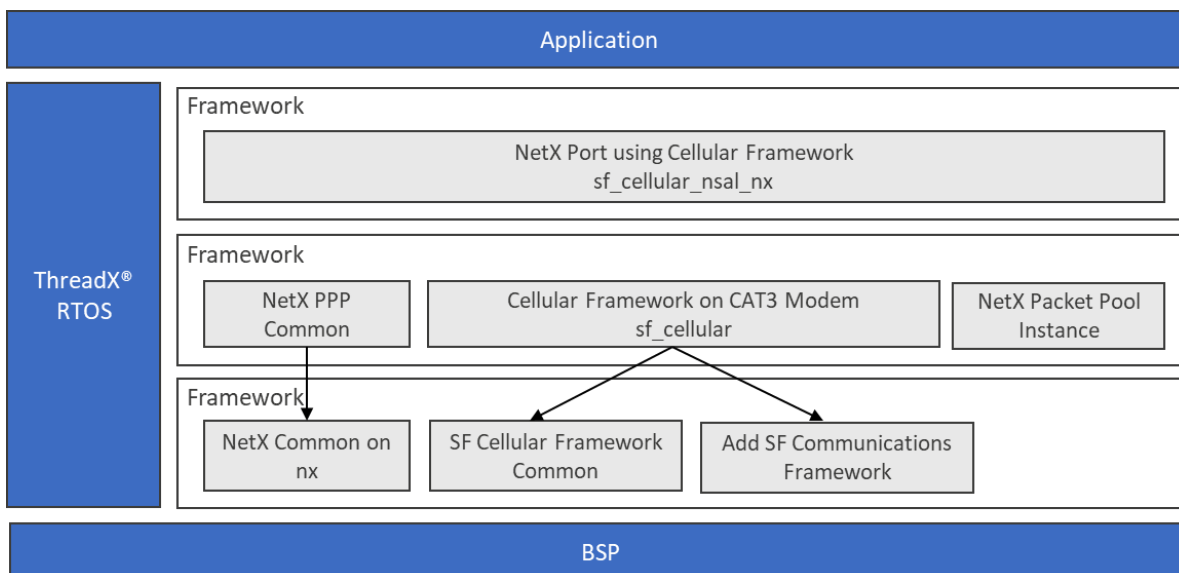 Application
ThreadX®
RTOS
Framework
NetX Port using Cellular Framework
sf_cellular_nsal_nx
Framework
NetX PPP
Common
Cellular Framework on CAT3 Modem
sf_cellular
NetX Packet Pool
Instance
Framework
NetX Common on
nx
SF Cellular Framework
Common
Add SF Communications
Framework
BSP